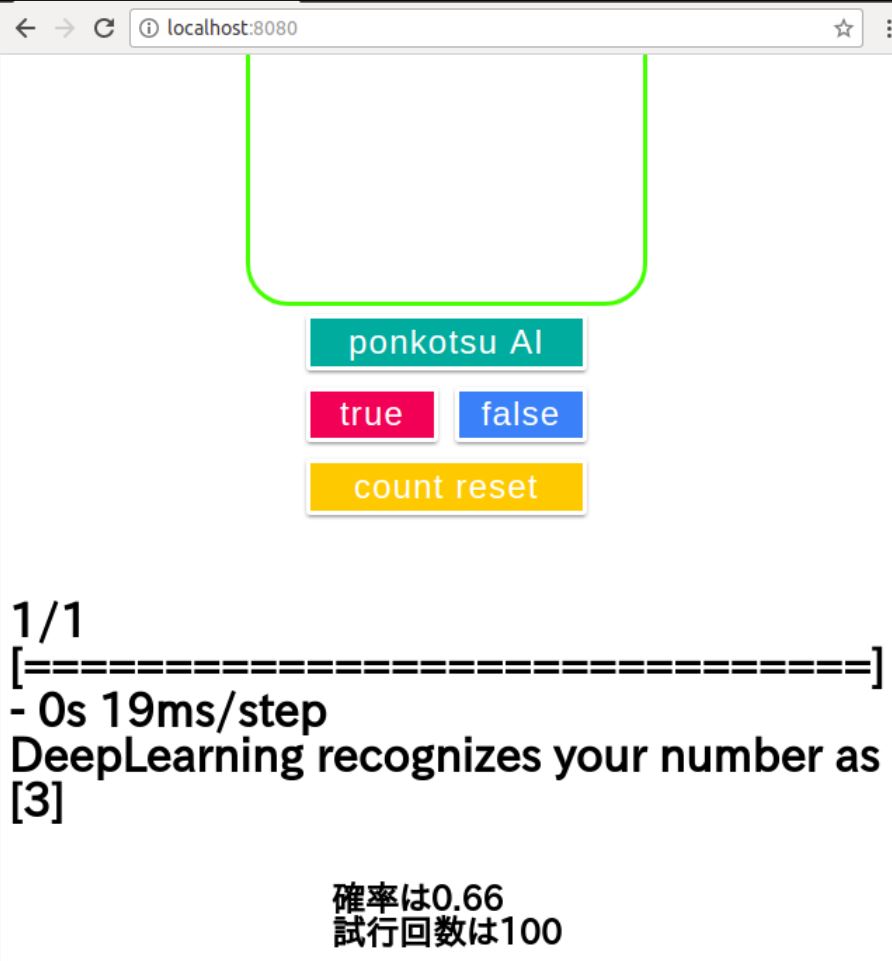 localhost:8080
ponkotsu AI
true false
count reset
1/1
[==============================]
- 0s 19ms/step
DeepLearning recognizes your number as
[3]
確率は0.66
試行回数は100